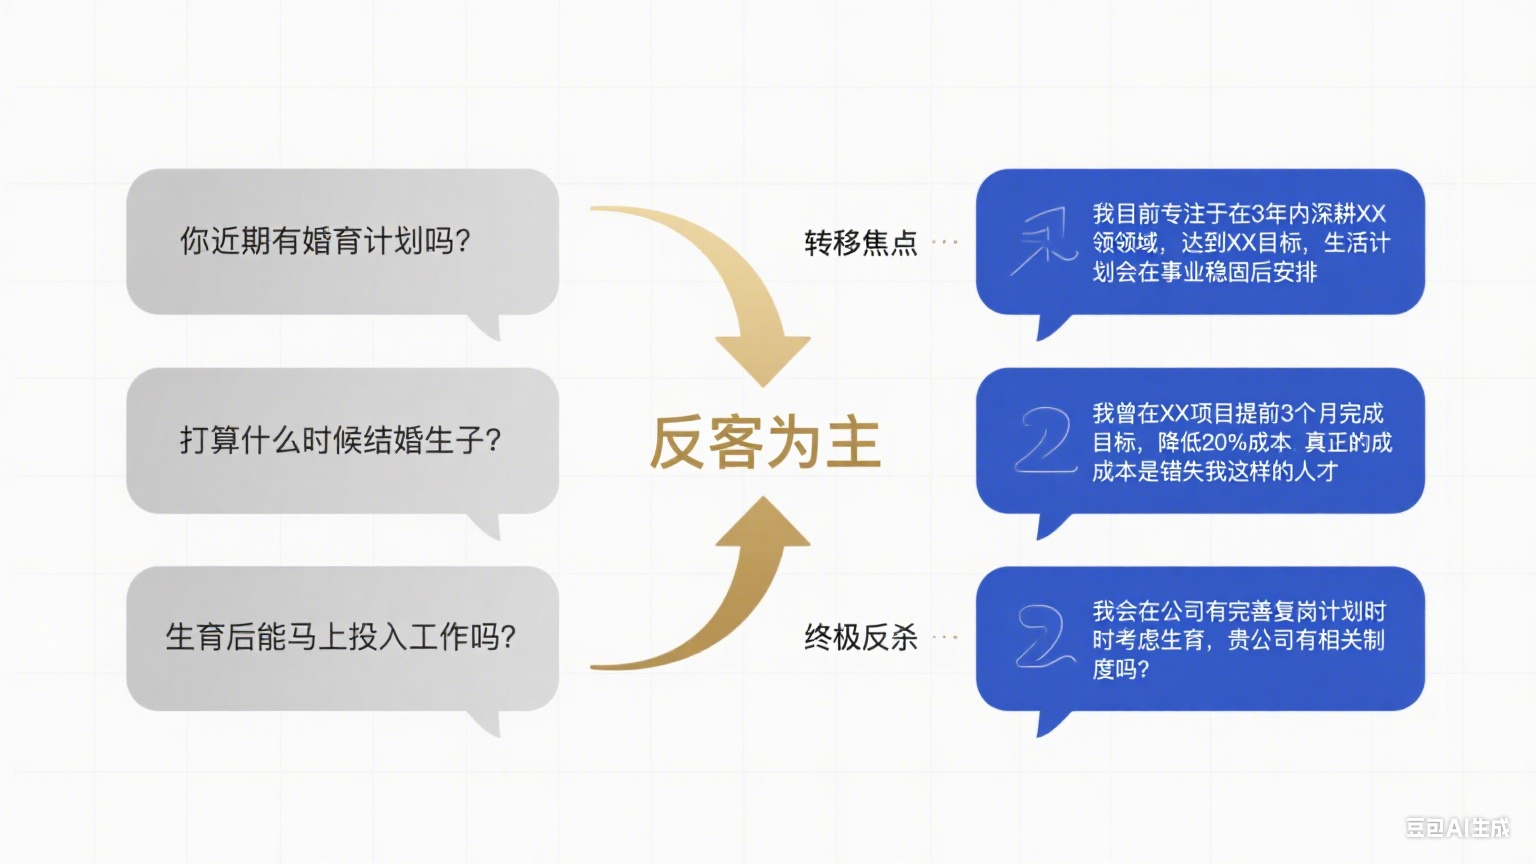 你近期有婚育计划吗?
打算什么时候结婚生子?
生育后能马上投入工作吗?
反客为主
转移焦点 ···
我目前专注于在3年内深耕XX
领领域，达到XX目标，生活计
划会在事业稳固后安排
2
我曾在XX项目提前3个月完成
目标，降低20%成本 真正的成
成本是错失我这样的人才
终极反杀 ···
2
我会在公司有完善复岗计划时
时考虑生育，贵公司有相关制
度吗?
豆包AI生成